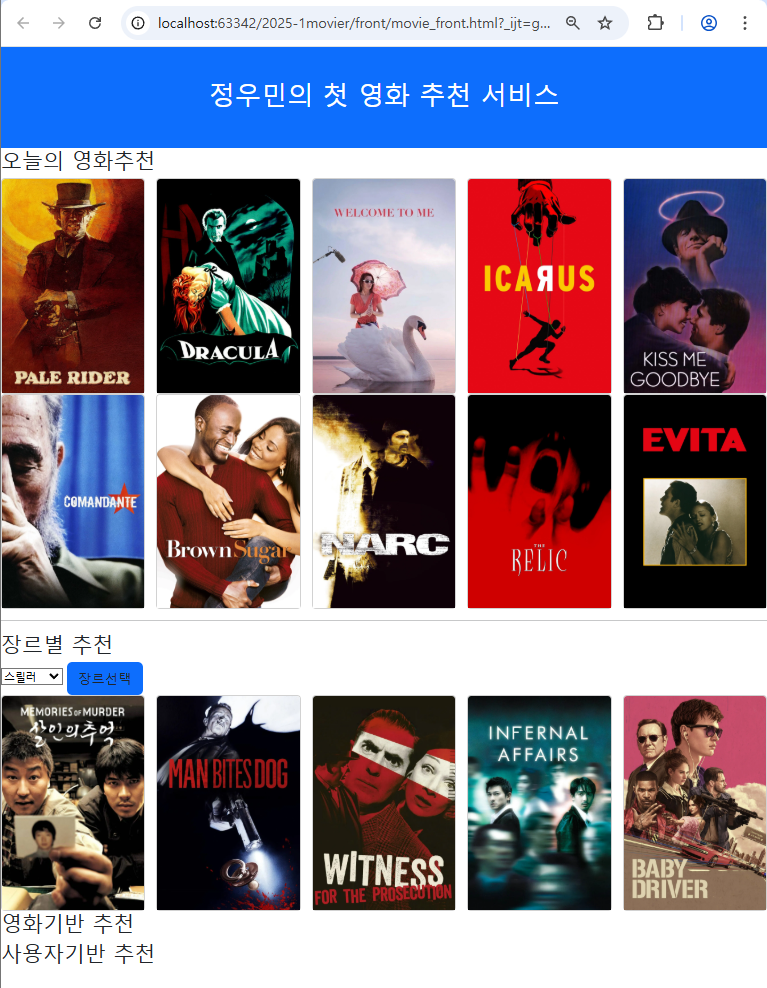 localhost:63342/2025-1movier/front/movie_front.html?_ijt=g...
정우민의 첫 영화 추천 서비스
오늘의 영화추천
PALE RIDER
DRACULA
WELCOME TO ME
ICAЯUS
KISS ME
GOODBYE
COMANDANTE
Brown Sugar
NARC
THE
RELIC
EVITA
장르별 추천
스릴러
장르선택
MEMORIES of MURDER
살인의추억
MAN BITES DOG
WITNESS
FOR THE PROSECUTION
INFERNAL
AFFAIRS
BABY
DRIVER
영화기반 추천
사용자기반 추천